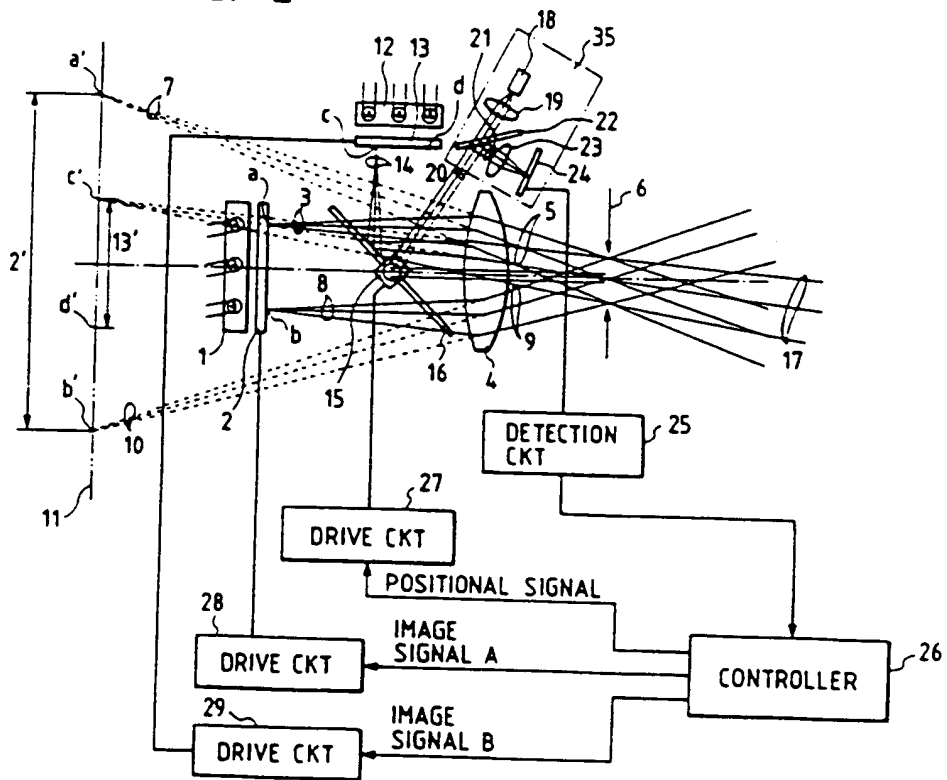 18
35
21
12
13
a'
7
d
19
22
23
c
14
20
24
6
a
3
5
c'
2'
13'
d'
8
b
9
17
1
16
4
2
15
b'
10
11
DETECTION
CKT
25
27
DRIVE CKT
POSITIONAL SIGNAL
28
IMAGE
SIGNAL A
DRIVE CKT
CONTROLLER
26
29
IMAGE
SIGNAL B
DRIVE CKT